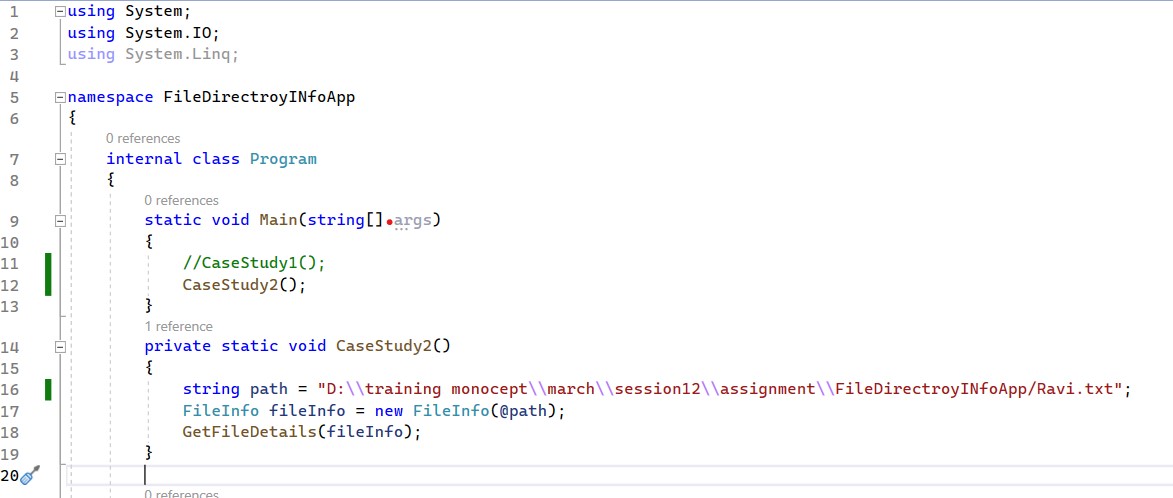 1 using System;
2 using System.IO;
3 using System.Linq;
4
5 namespace FileDirectroyINfoApp
6 {
0 references
7 internal class Program
8 {
0 references
9 static void Main(string[] args)
10 {
11 //CaseStudy1();
12 CaseStudy2();
13 }
1 reference
14 private static void CaseStudy2()
15 {
16 string path = "D:\\training monocept\\march\\session12\\assignment\\FileDirectroyINfoApp/Ravi.txt";
17 FileInfo fileInfo = new FileInfo(@path);
18 GetFileDetails(fileInfo);
19 }
20
0 references